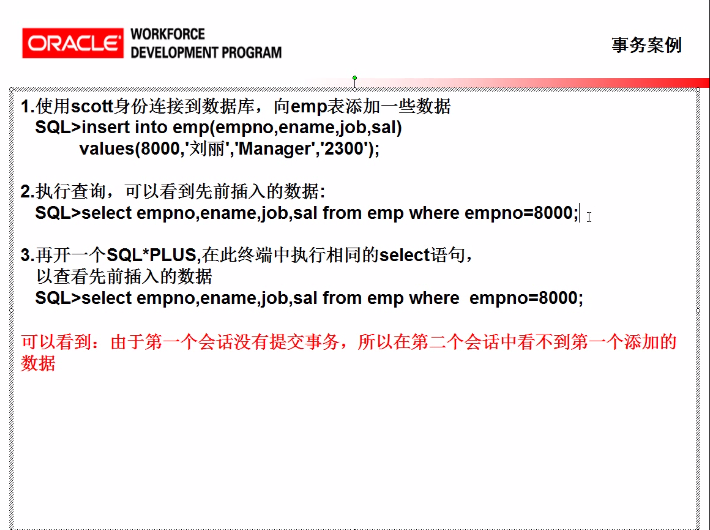 ORACLE
WORKFORCE
DEVELOPMENT PROGRAM
事务案例
1.使用scott身份连接到数据库，向emp表添加一些数据
SQL>insert into emp(empno,ename,job,sal)
values(8000,'刘丽','Manager','2300');
2.执行查询，可以看到先前插入的数据:
SQL>select empno,ename,job,sal from emp where empno=8000;
3.再开一个SQL*PLUS,在此终端中执行相同的select语句，
以查看先前插入的数据
SQL>select empno,ename,job,sal from emp where  empno=8000;
可以看到：由于第一个会话没有提交事务，所以在第二个会话中看不到第一个添加的
数据